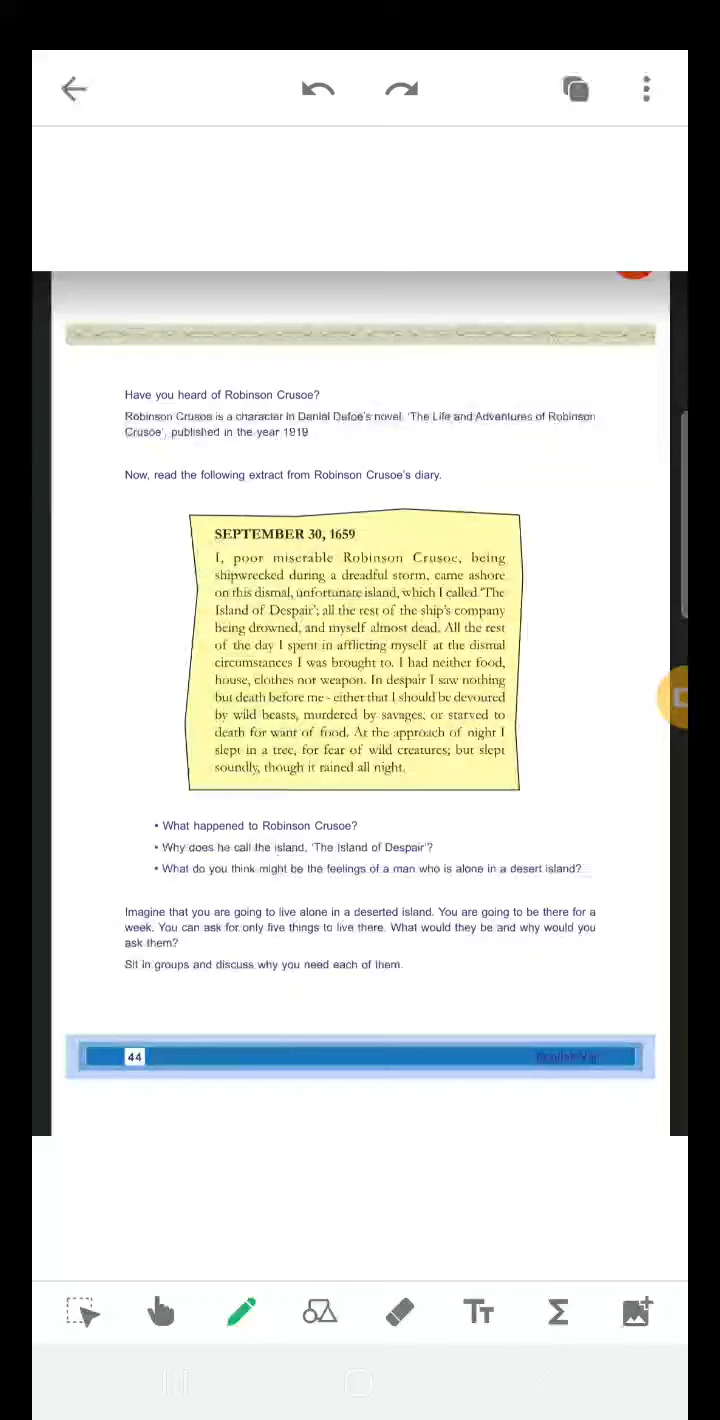 Have you heard of Robinson Crusoe?
Robinson Crusoe is a character in Danial Defoe's novel 'The Life and Adventures of Robinson
Crusoe', published in the year 1919
Now, read the following extract from Robinson Crusoe's diary.
SEPTEMBER 30, 1659
I, poor miserable Robinson Crusoe, being
shipwrecked during a dreadful storm, came ashore
on this dismal, unfortunate island, which I called 'The
Island of Despair'; all the rest of the ship's company
being drowned, and myself almost dead. All the rest
of the day I spent in afflicting myself at the dismal
circumstances I was brought to. I had neither food,
house, clothes nor weapon. In despair I saw nothing
but death before me - either that I should be devoured
by wild beasts, murdered by savages, or starved to
death for want of food. At the approach of night I
slept in a tree, for fear of wild creatures; but slept
soundly, though it rained all night.
• What happened to Robinson Crusoe?
• Why does he call the island, 'The Island of Despair'?
• What do you think might be the feelings of a man who is alone in a desert island?
Imagine that you are going to live alone in a deserted island. You are going to be there for a
week. You can ask for only five things to live there. What would they be and why would you
ask them?
Sit in groups and discuss why you need each of them.
44